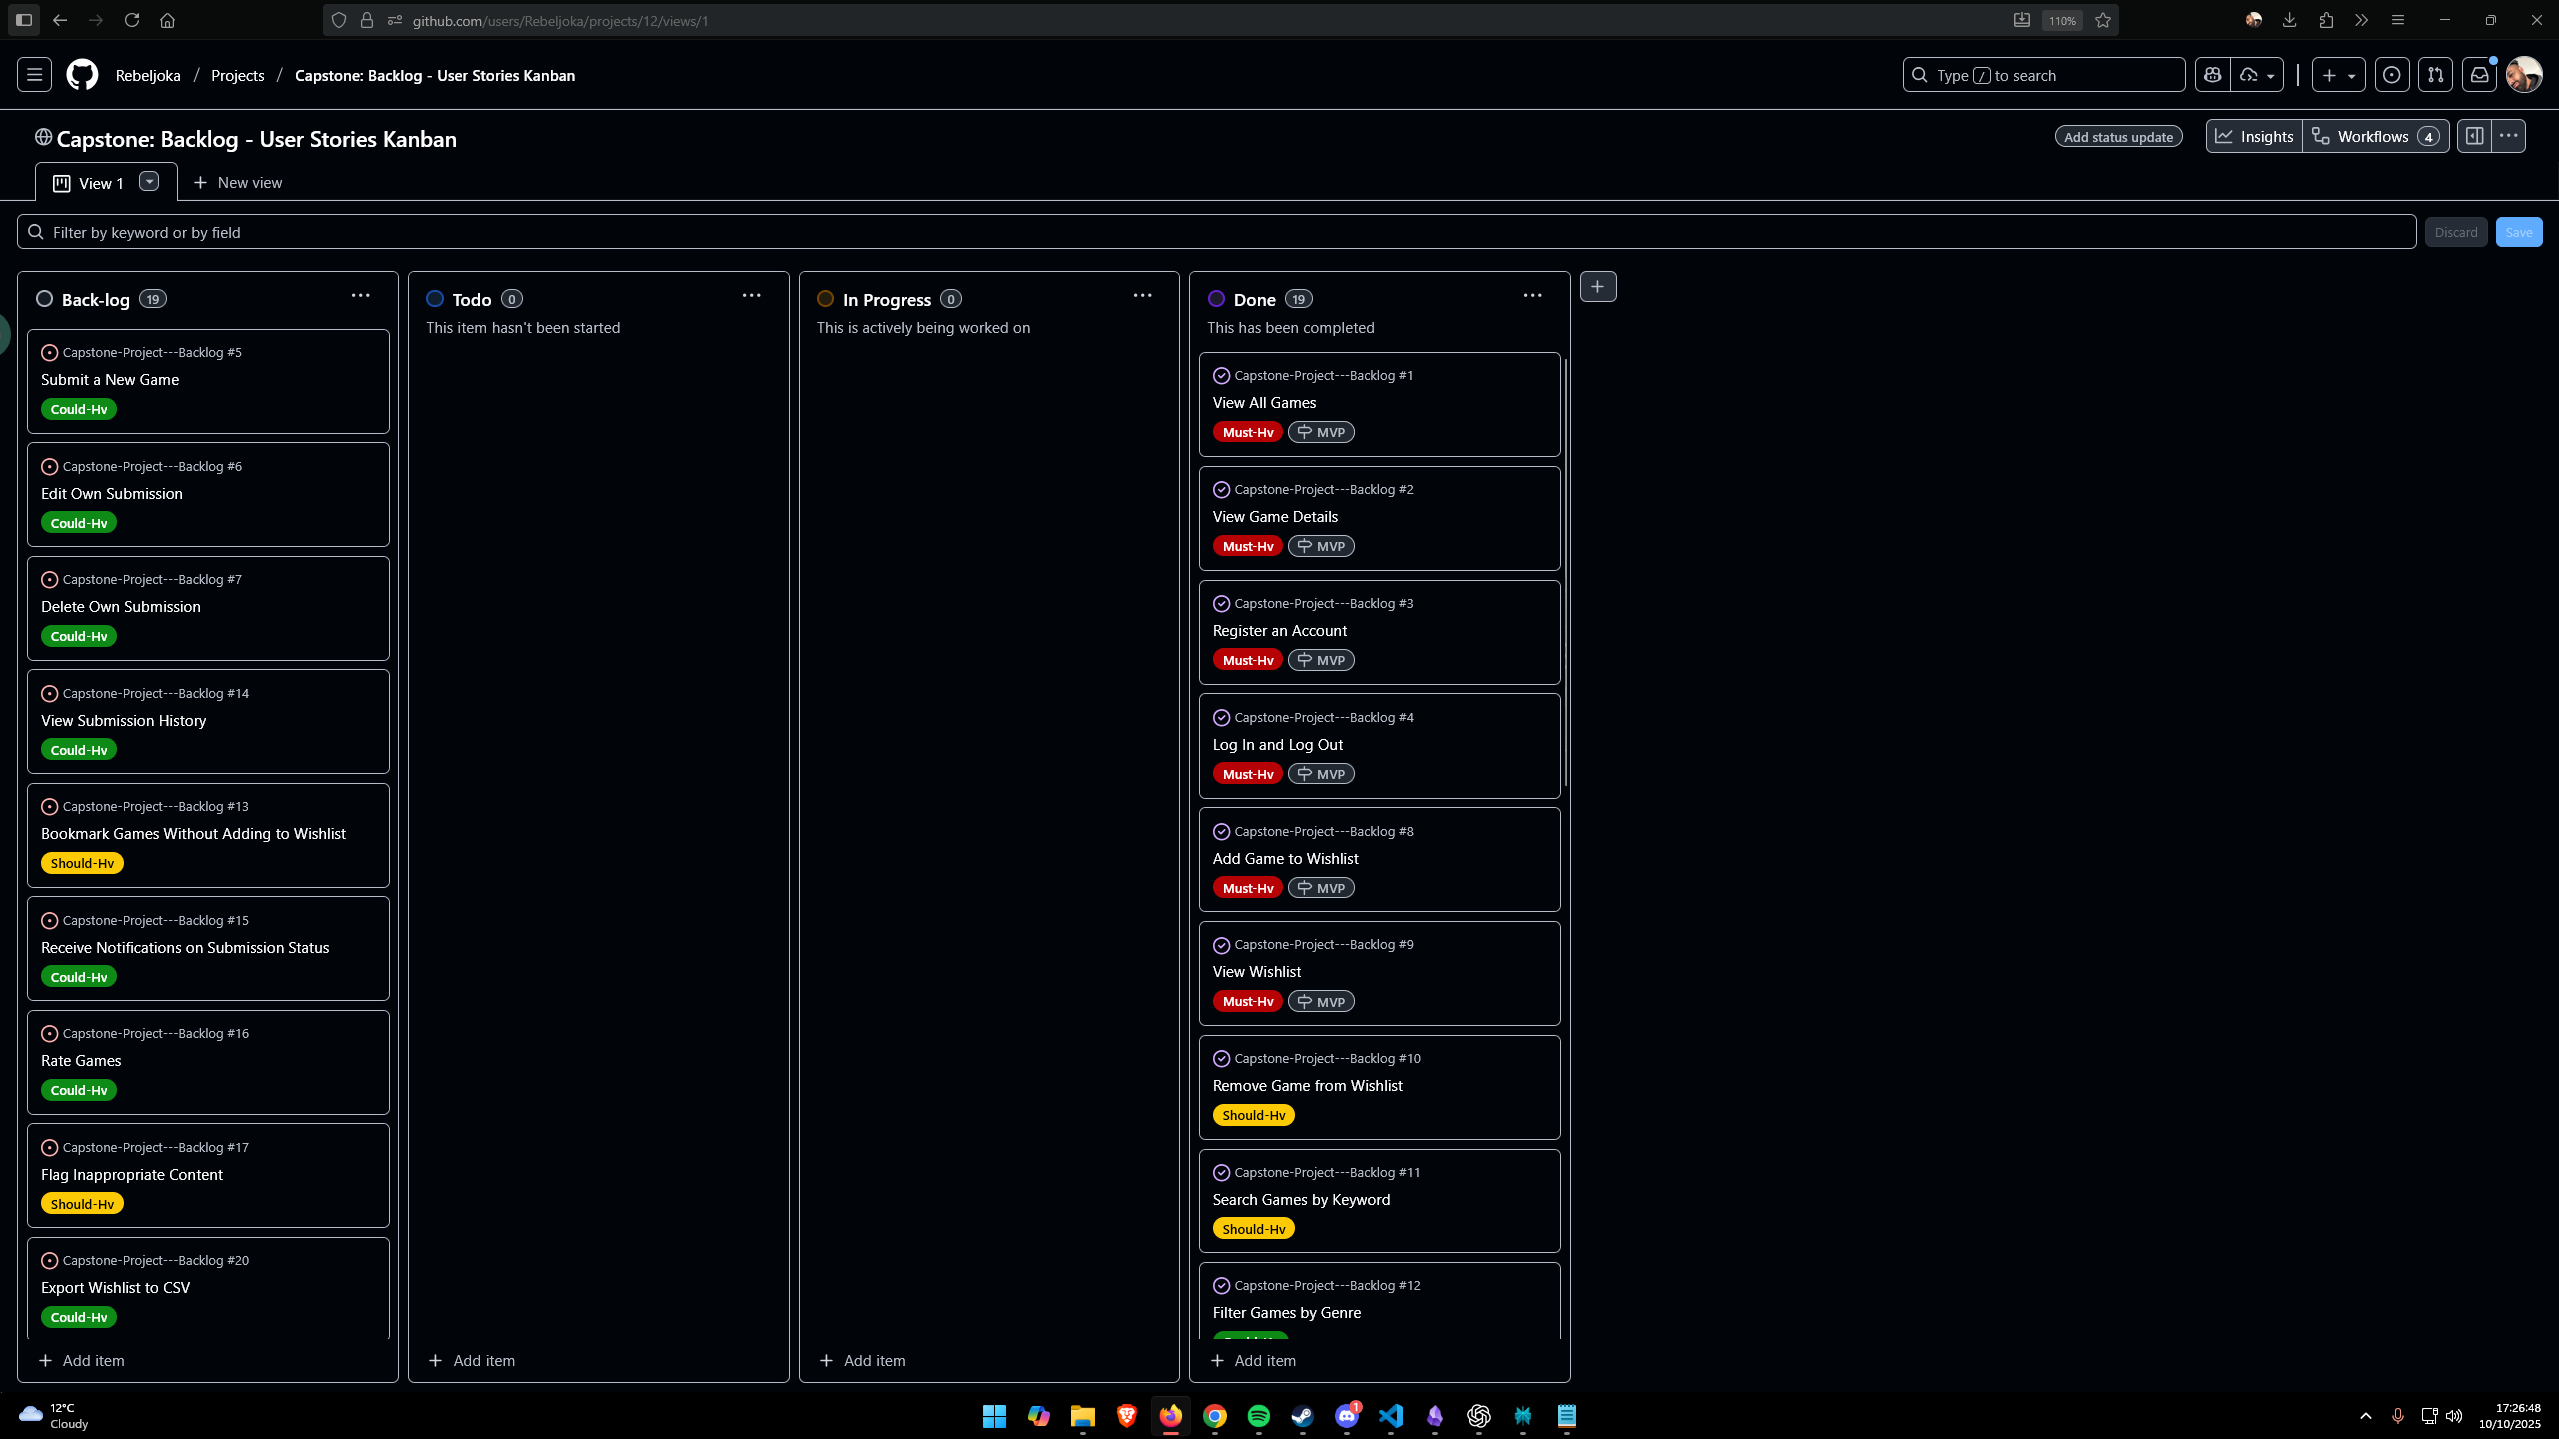 github.com/users/Rebeljoka/projects/12/views/1
110%
Rebeljoka / Projects / Capstone: Backlog - User Stories Kanban
Type / to search
Capstone: Backlog - User Stories Kanban
Add status update
Insights
Workflows 4
View 1
New view
Filter by keyword or by field
Discard
Save
Back-log 19
Capstone-Project---Backlog #5
Submit a New Game
Could-Hv
Capstone-Project---Backlog #6
Edit Own Submission
Could-Hv
Capstone-Project---Backlog #7
Delete Own Submission
Could-Hv
Capstone-Project---Backlog #14
View Submission History
Could-Hv
Capstone-Project---Backlog #13
Bookmark Games Without Adding to Wishlist
Should-Hv
Capstone-Project---Backlog #15
Receive Notifications on Submission Status
Could-Hv
Capstone-Project---Backlog #16
Rate Games
Could-Hv
Capstone-Project---Backlog #17
Flag Inappropriate Content
Should-Hv
Capstone-Project---Backlog #20
Export Wishlist to CSV
Could-Hv
Add item
Todo 0
This item hasn't been started
Add item
In Progress 0
This is actively being worked on
Add item
Done 19
This has been completed
Capstone-Project---Backlog #1
View All Games
Must-Hv MVP
Capstone-Project---Backlog #2
View Game Details
Must-Hv MVP
Capstone-Project---Backlog #3
Register an Account
Must-Hv MVP
Capstone-Project---Backlog #4
Log In and Log Out
Must-Hv MVP
Capstone-Project---Backlog #8
Add Game to Wishlist
Must-Hv MVP
Capstone-Project---Backlog #9
View Wishlist
Must-Hv MVP
Capstone-Project---Backlog #10
Remove Game from Wishlist
Should-Hv
Capstone-Project---Backlog #11
Search Games by Keyword
Should-Hv
Capstone-Project---Backlog #12
Filter Games by Genre
Add item
12°C
Cloudy
1
17:26:48
10/10/2025